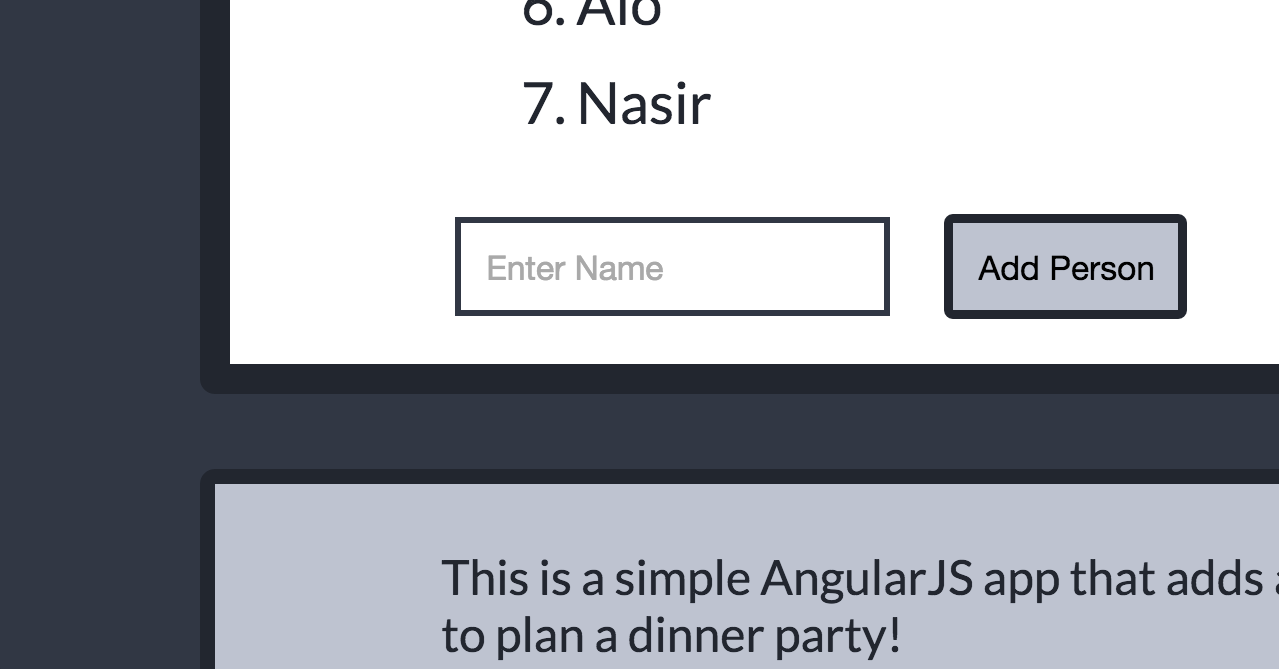 7. Nasir
Enter Name
Add Person
This is a simple AngularJS app that adds
to plan a dinner party!